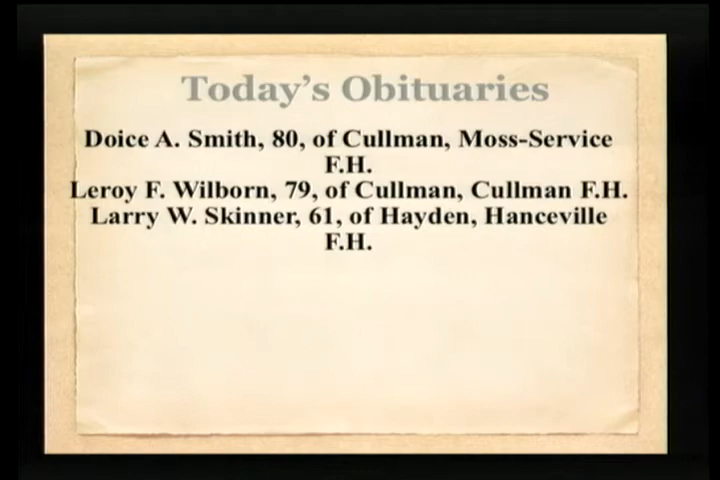 Today's Obituaries
Doice A. Smith, 80, of Cullman, Moss-Service
F.H.
Leroy F. Wilborn, 79, of Cullman, Cullman F.H.
Larry W. Skinner, 61, of Hayden, Hanceville
F.H.